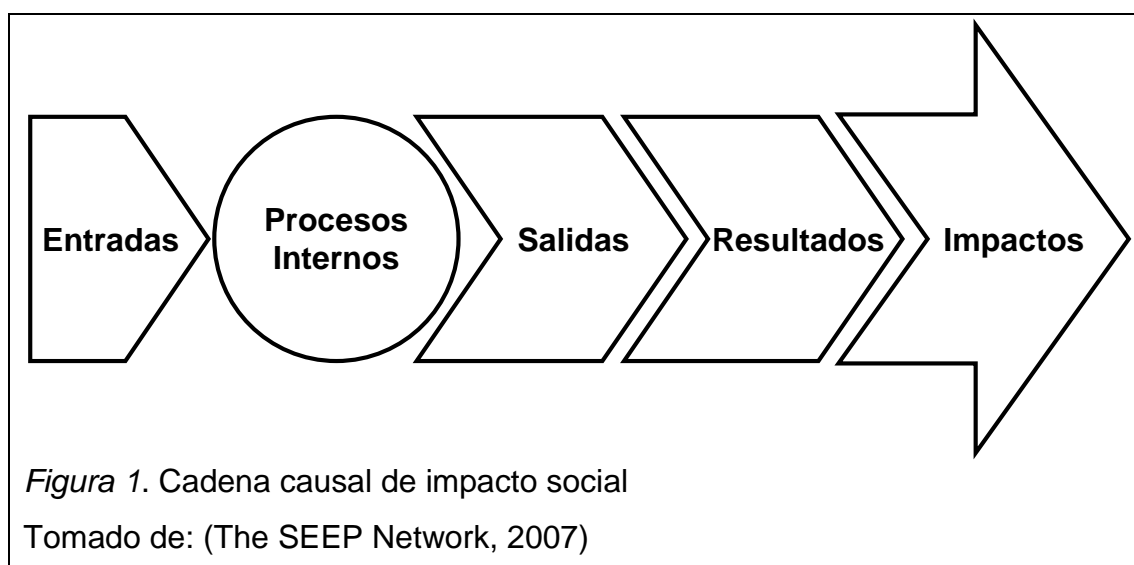 Entradas
Procesos
Internos
Salidas
Resultados
Impactos
Figura 1. Cadena causal de impacto social
Tomado de: (The SEEP Network, 2007)